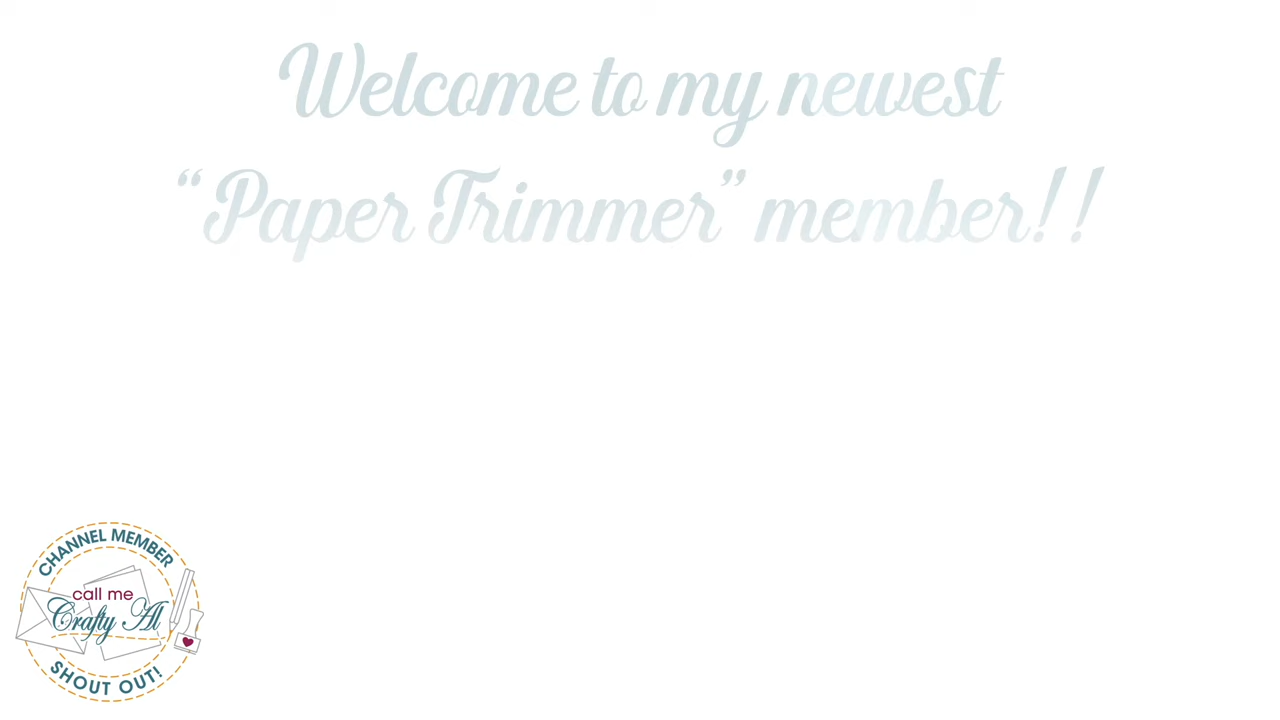 Welcome to my newest
“Paper Trimmer” member!!
CHANNEL MEMBER
call me
Crafty Al
SHOUT OUT!